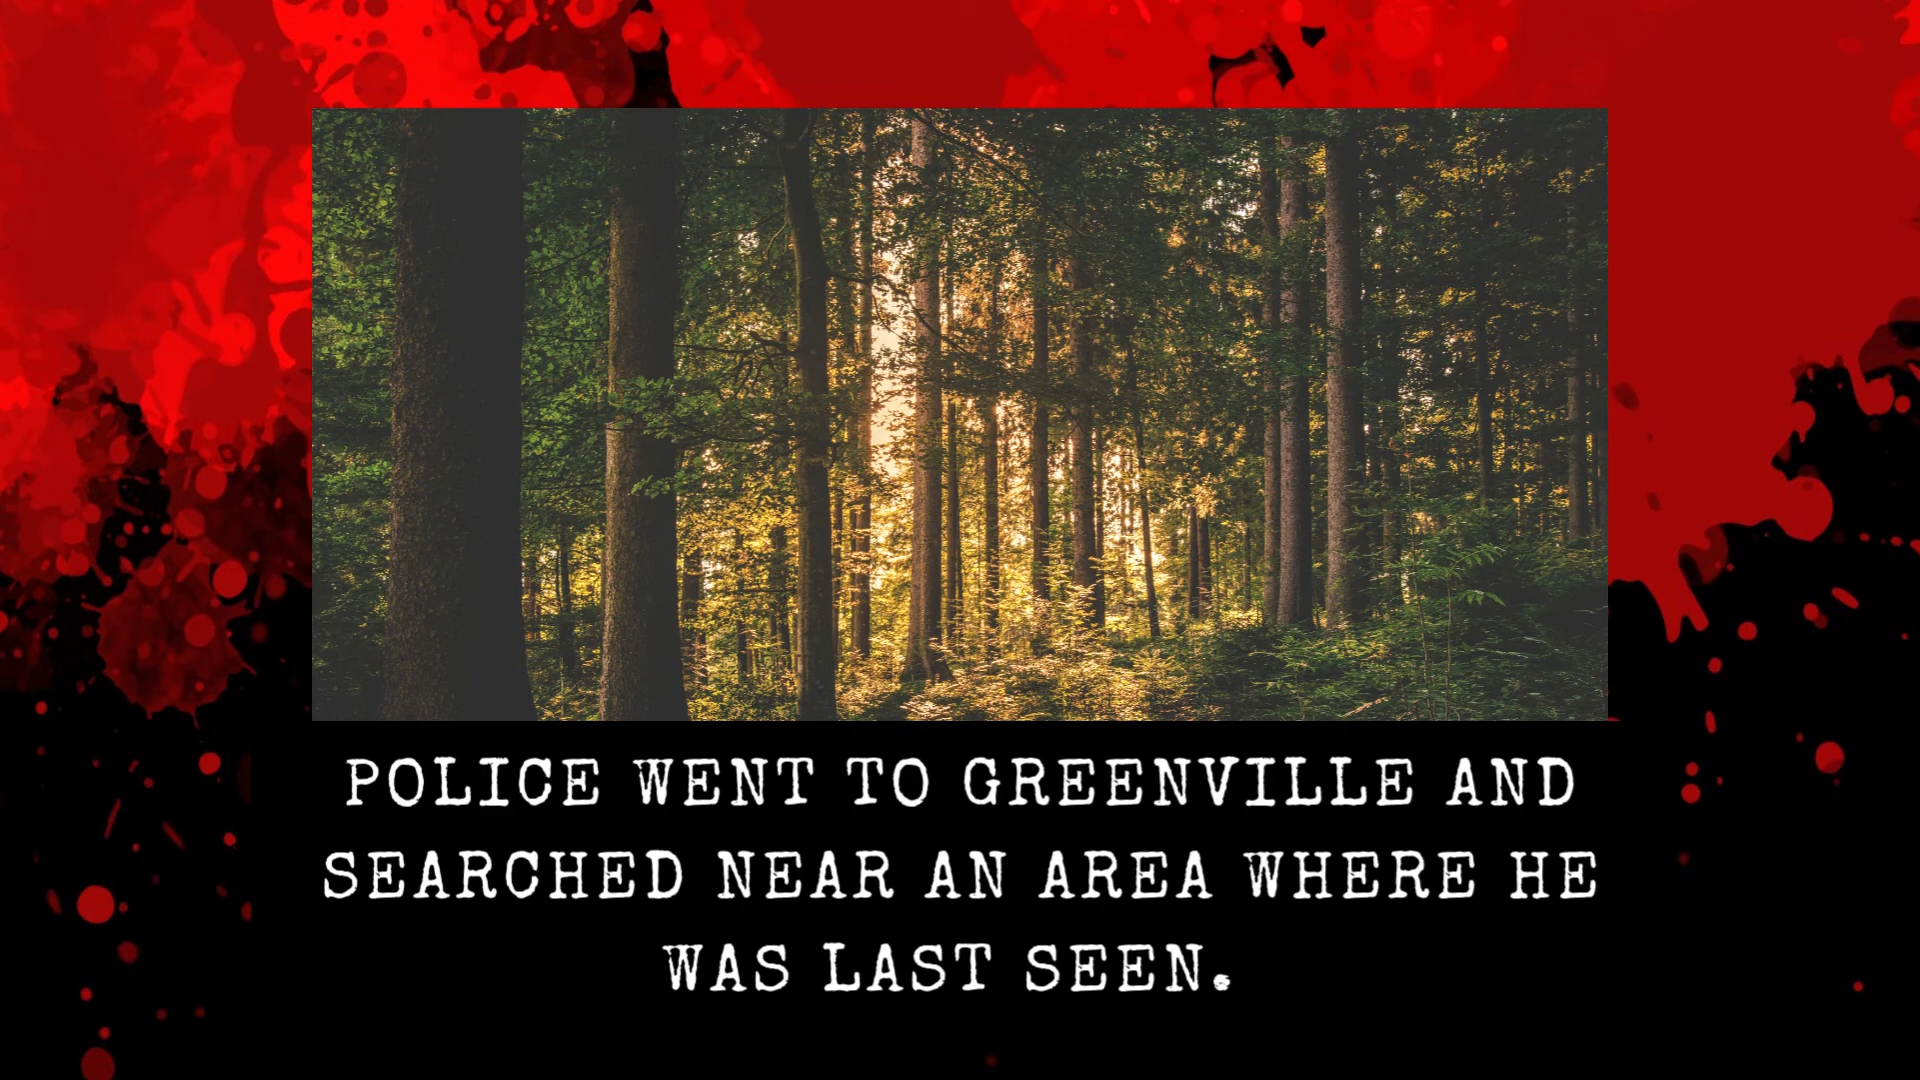 POLICE WENT TO GREENVILLE AND
SEARCHED NEAR AN AREA WHERE HE
WAS LAST SEEN.